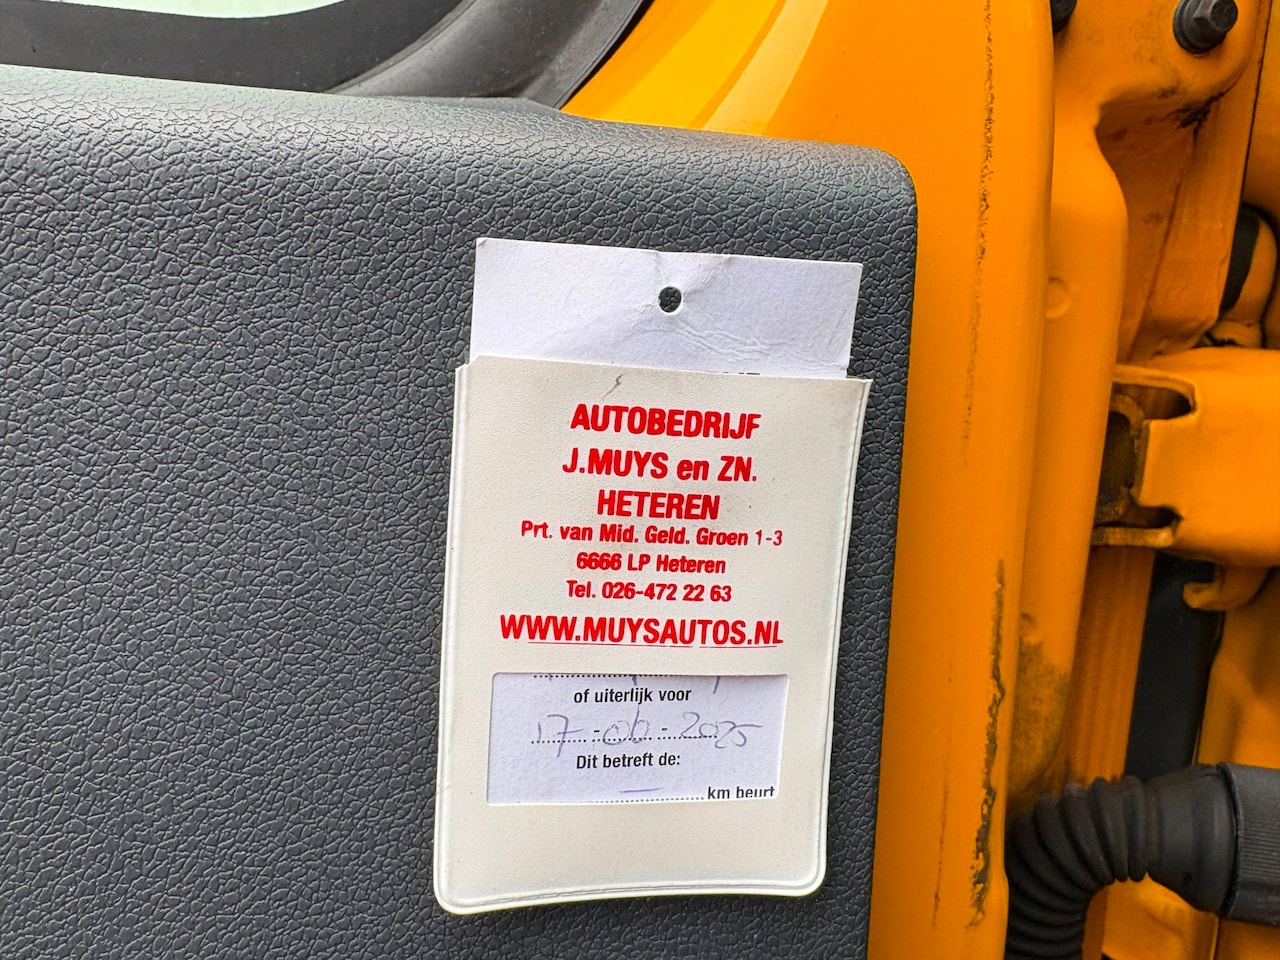 AUTOBEDRIJF
J.MUYS en ZN.
HETEREN
Prt. van Mid. Geld. Groen 1-3
6666 LP Heteren
Tel. 026-472 22 63
WWW.MUYSAUTOS.NL
of uiterlijk voor
17-06-2025
Dit betreft de:
km beurt